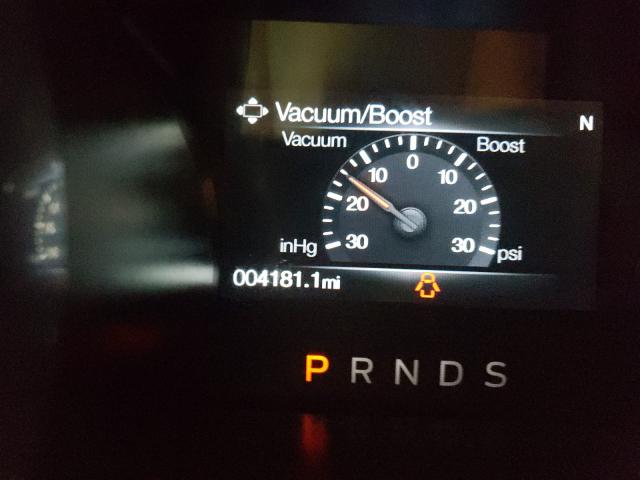 Vacuum/Boost
N
Vacuum 0 Boost
10 10
20 20
inHg 30 30 psi
004181.1mi
P R N D S